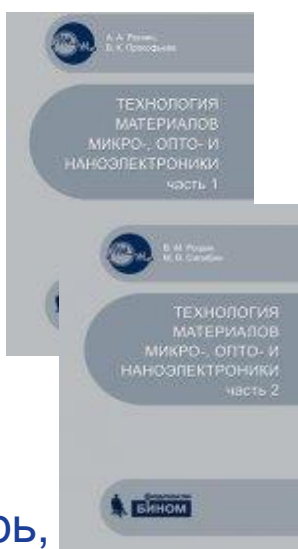 ТЕХНОЛОГИЯ
МАТЕРИАЛОВ
МИКРО-, ОПТО- И
НАНОЭЛЕКТРОНИКИ
часть 1
ТЕХНОЛОГИЯ
МАТЕРИАЛОВ
МИКРО-, ОПТО- И
НАНОЭЛЕКТРОНИКИ
часть 2
БИНОМ
рь,